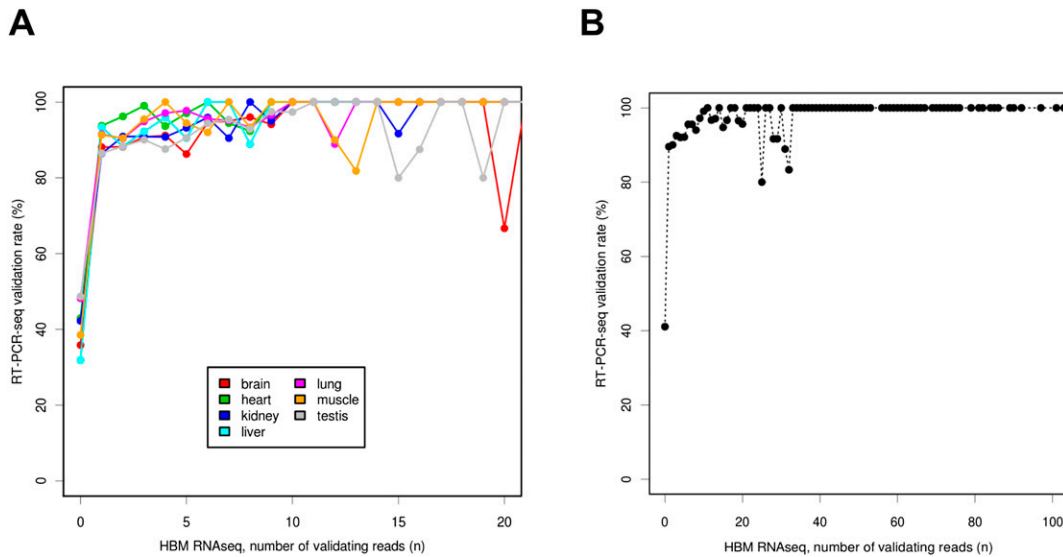 A
100
80
60
40
20
0
RT-PCR-seq validation rate (%)
brain
heart
kidney
liver
lung
muscle
testis
0 5 10 15 20
HBM RNAseq, number of validating reads (n)
B
100
80
60
40
20
0
RT-PCR-seq validation rate (%)
0 20 40 60 80 100
HBM RNAseq, number of validating reads (n)